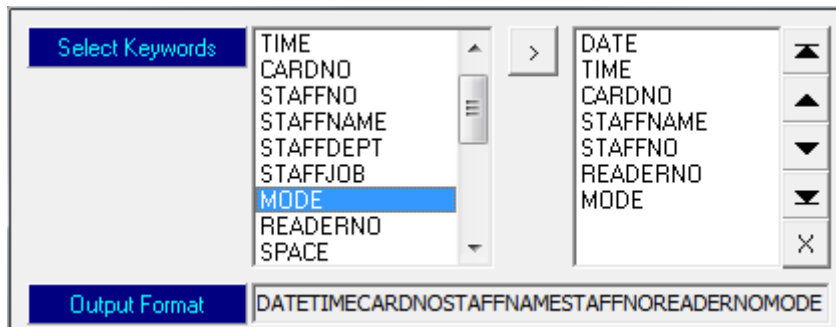 Select Keywords
TIME
CARDNO
STAFFNO
STAFFNAME
STAFFDEPT
STAFFJOB
MODE
READERNO
SPACE
>
DATE
TIME
CARDNO
STAFFNAME
STAFFNO
READERNO
MODE
X
Output Format
DATETIMECARDNOSTAFFNAMESTAFFNOREADERNOMODE